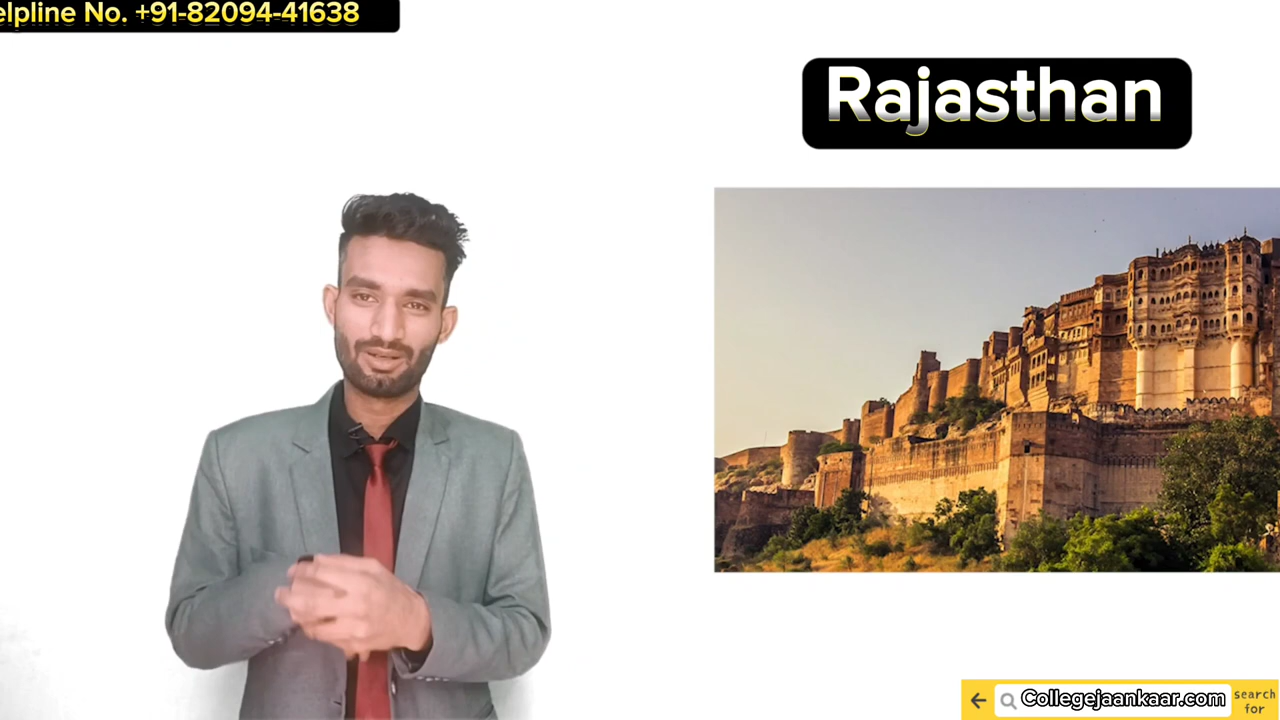 elpline No. +91-82094-41638
Rajasthan
Collegejaankaar.com
search
for